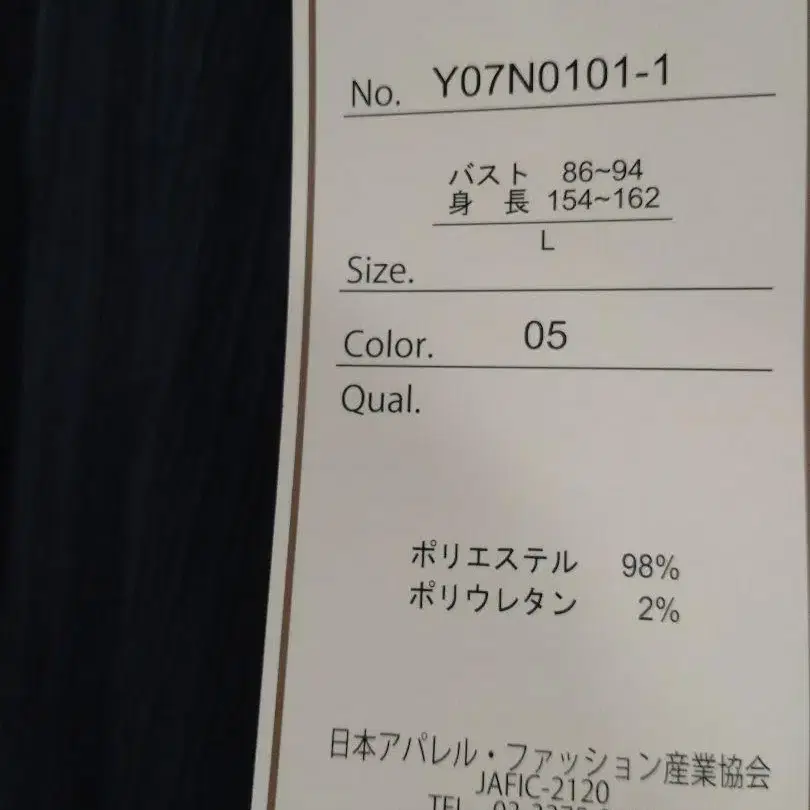 No. Y07N0101-1
バスト 86~94
身 長 154~162
L
Size.
Color. 05
Qual.
ポリエステル 98%
ポリウレタン 2%
日本アパレル・ファッション産業協会
JAFIC-2120
TEL